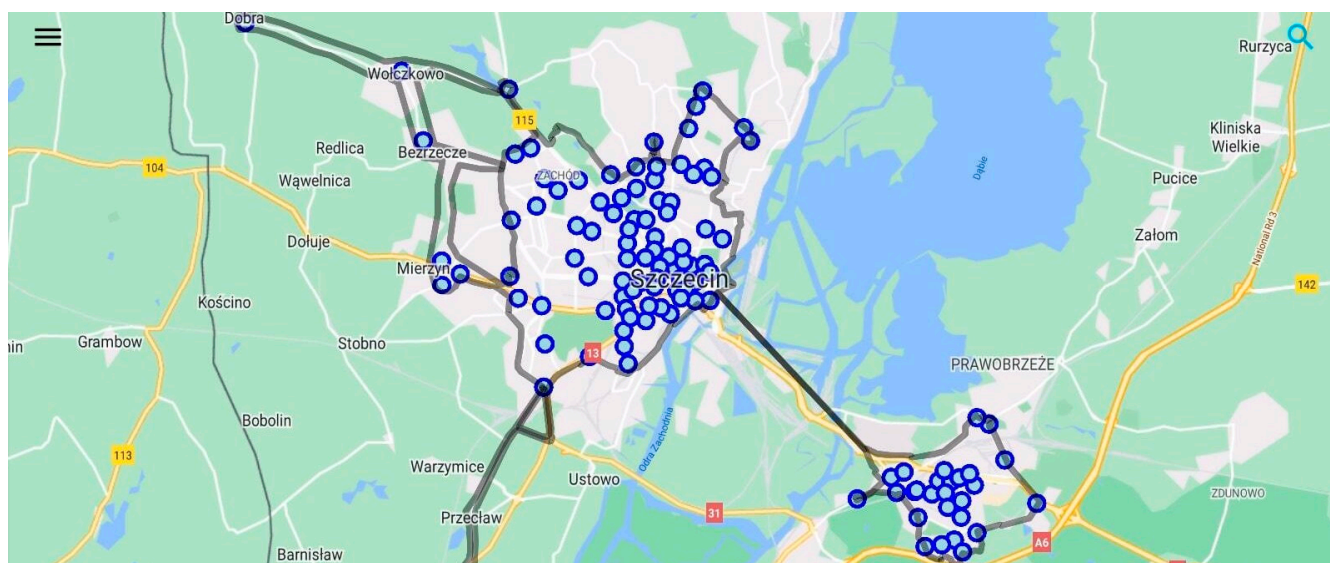 Dobra
Rurzyca
Wołczkowo
115
Kliniska
Wielkie
Redlica
Bezrzecze
104
ZACHÓD
Dąbie
Pucice
Wąwelnica
Dołuje
Załom
National Rd 3
Mierzyn
Szczecin
142
Kościno
Grambow
Stobno
13
PRAWOBRZEŻE
Bobolin
Odra Zachodnia
113
Warzymice
Ustowo
ZDUNOWO
31
Przecław
A6
Barnisław